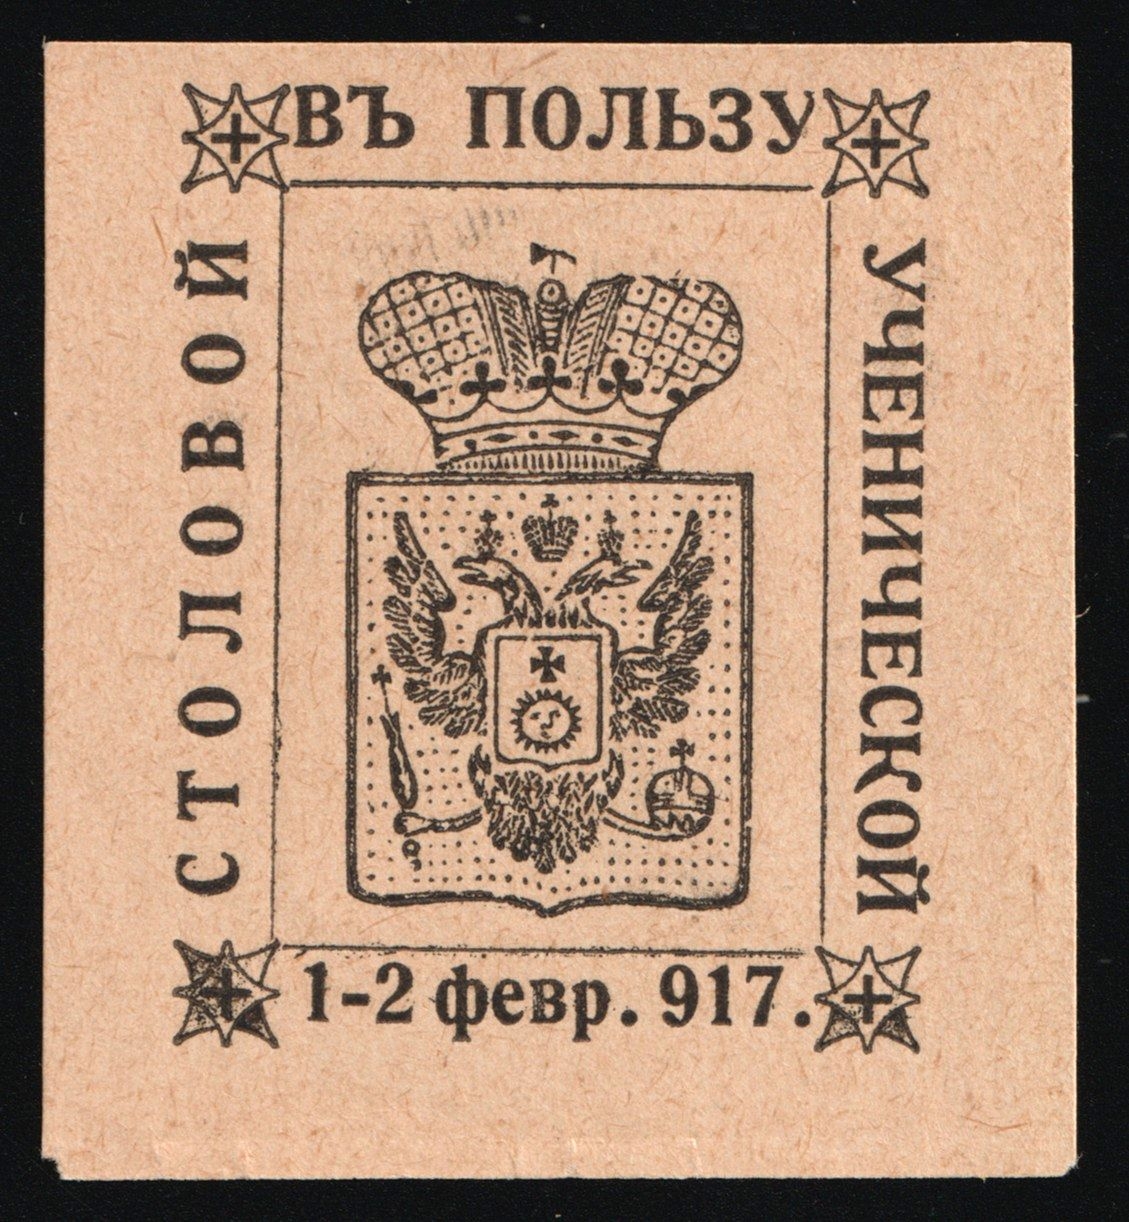 ВЪ ПОЛЬЗУ
УЧЕНИЧЕСКОЙ
СТОЛОВОЙ
1-2 февр. 917.